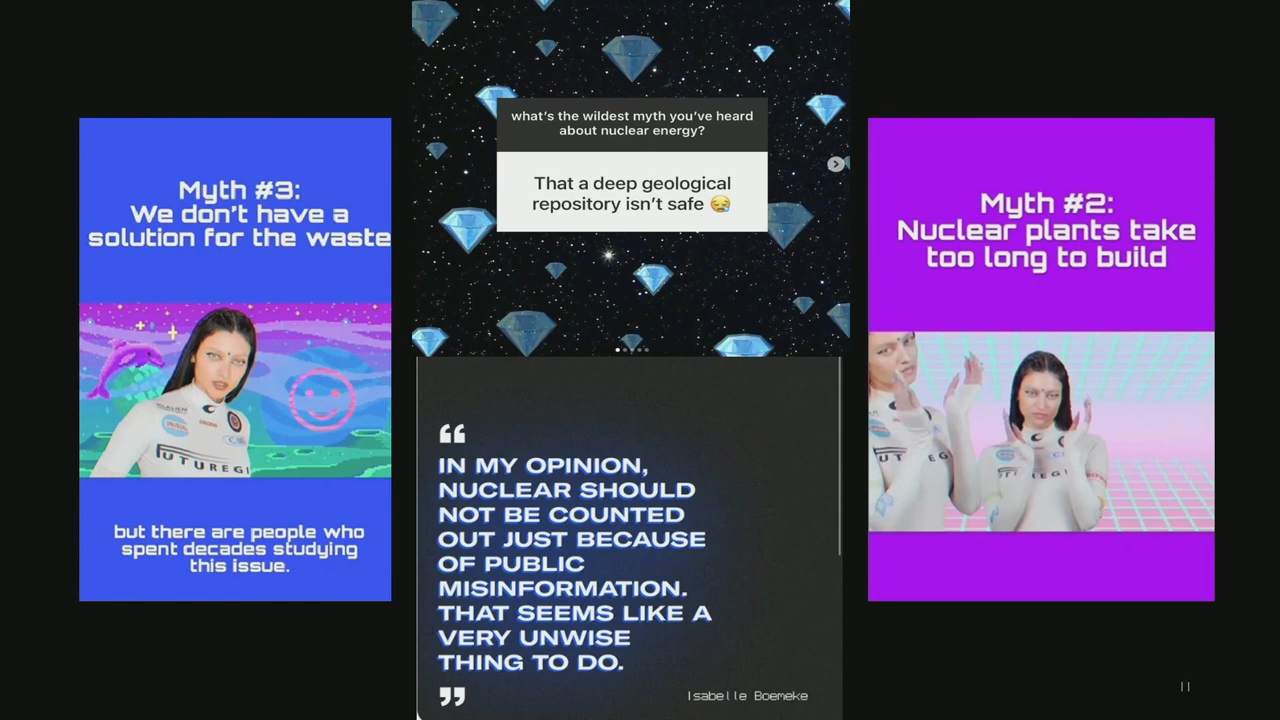 Myth #3:
We don't have a
solution for the waste
FUTUREGI
but there are people who
spent decades studying
this issue.
what's the wildest myth you've heard
about nuclear energy?
That a deep geological
repository isn't safe 😪
“
IN MY OPINION,
NUCLEAR SHOULD
NOT BE COUNTED
OUT JUST BECAUSE
OF PUBLIC
MISINFORMATION.
THAT SEEMS LIKE A
VERY UNWISE
THING TO DO.
”
Isabelle Boemeke
Myth #2:
Nuclear plants take
too long to build